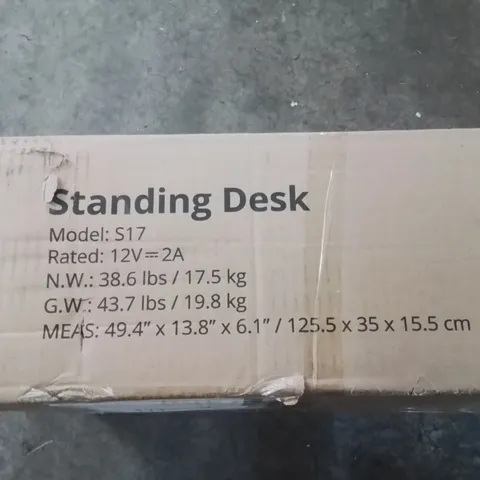 Standing Desk
Model: S17
Rated: 12V⎓2A
N.W.: 38.6 lbs / 17.5 kg
G.W.: 43.7 lbs / 19.8 kg
MEAS: 49.4” x 13.8” x 6.1” / 125.5 x 35 x 15.5 cm